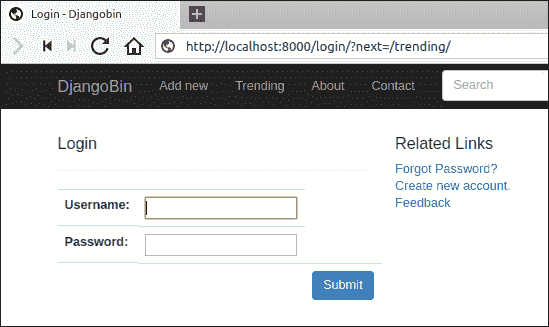 Login - Djangobin
http://localhost:8000/login/?next=/trending/
DjangoBin Add new Trending About Contact Search
Login
Related Links
Forgot Password?
Create new account.
Feedback
Username:
Password:
Submit